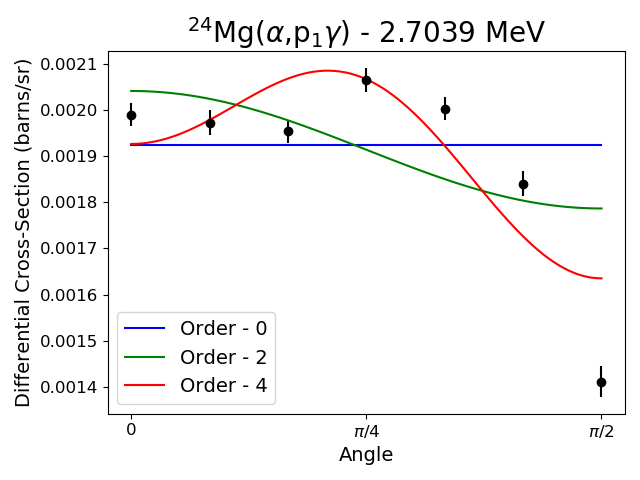 ²⁴Mg(α,p₁γ) - 2.7039 MeV
Differential Cross-Section (barns/sr)
0.0021
0.0020
0.0019
0.0018
0.0017
0.0016
0.0015
0.0014
Order - 0
Order - 2
Order - 4
0 π/4 π/2
Angle